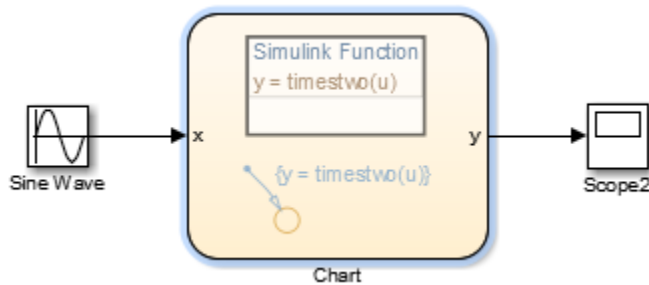 Simulink Function
y = timestwo(u)
x
y
{y = timestwo(u)}
Sine Wave
Scope2
Chart